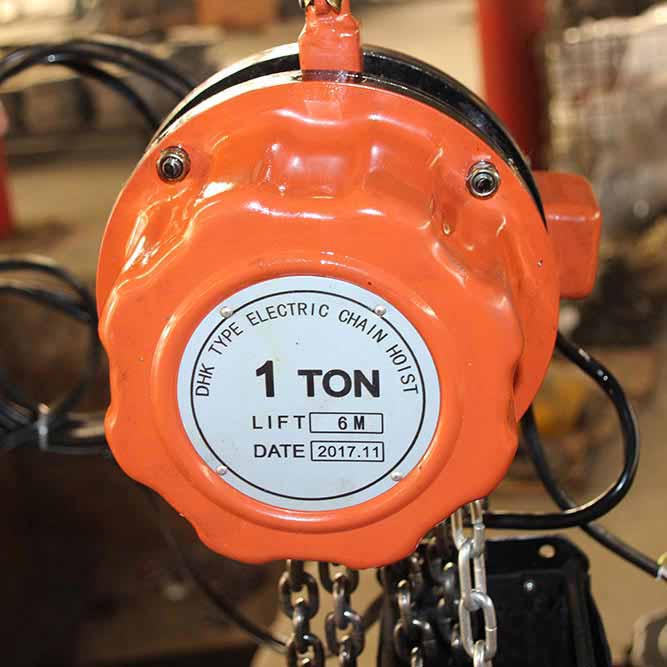 DHK TYPE ELECTRIC CHAIN HOIST
1 TON
LIFT 6M
DATE 2017.11